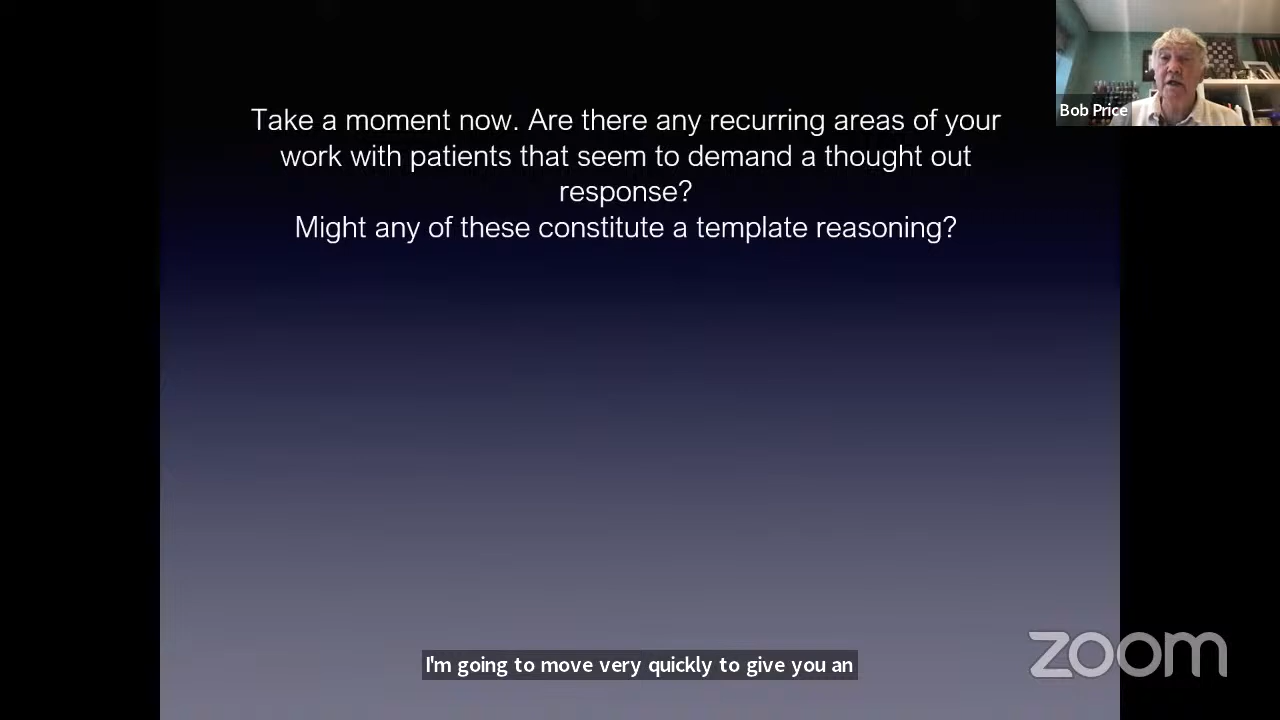 Take a moment now. Are there any recurring areas of your
work with patients that seem to demand a thought out
response?
Might any of these constitute a template reasoning?
Bob Price
I'm going to move very quickly to give you an
zoom